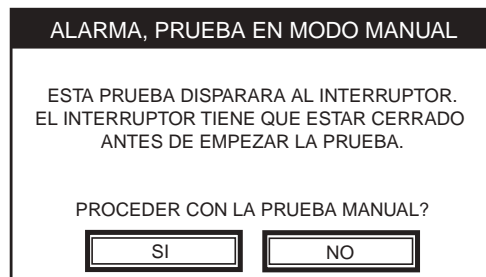 ALARMA, PRUEBA EN MODO MANUAL
ESTA PRUEBA DISPARARA AL INTERRUPTOR.
EL INTERRUPTOR TIENE QUE ESTAR CERRADO
ANTES DE EMPEZAR LA PRUEBA.
PROCEDER CON LA PRUEBA MANUAL?
SI NO